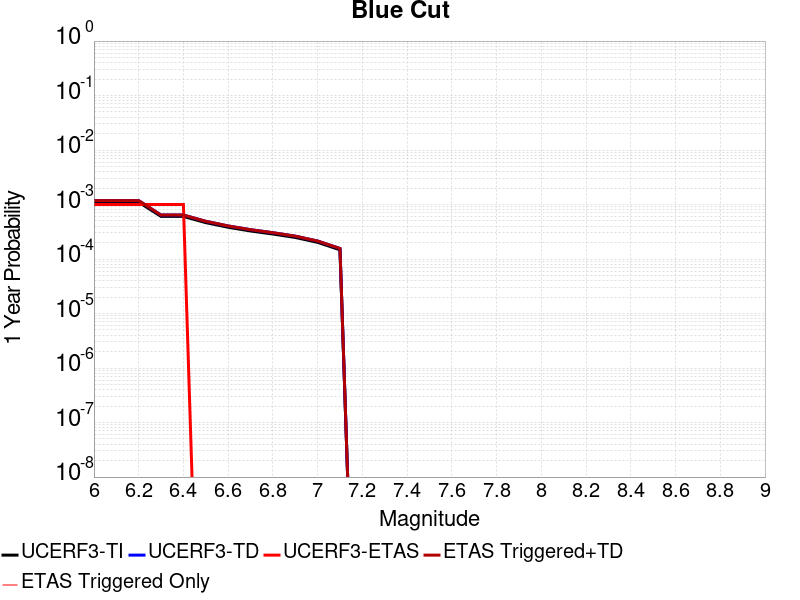 Blue Cut
10^0
10^-1
10^-2
10^-3
10^-4
10^-5
10^-6
10^-7
10^-8
1 Year Probability
6 6.2 6.4 6.6 6.8 7 7.2 7.4 7.6 7.8 8 8.2 8.4 8.6 8.8 9
Magnitude
UCERF3-TI UCERF3-TD UCERF3-ETAS ETAS Triggered+TD
ETAS Triggered Only